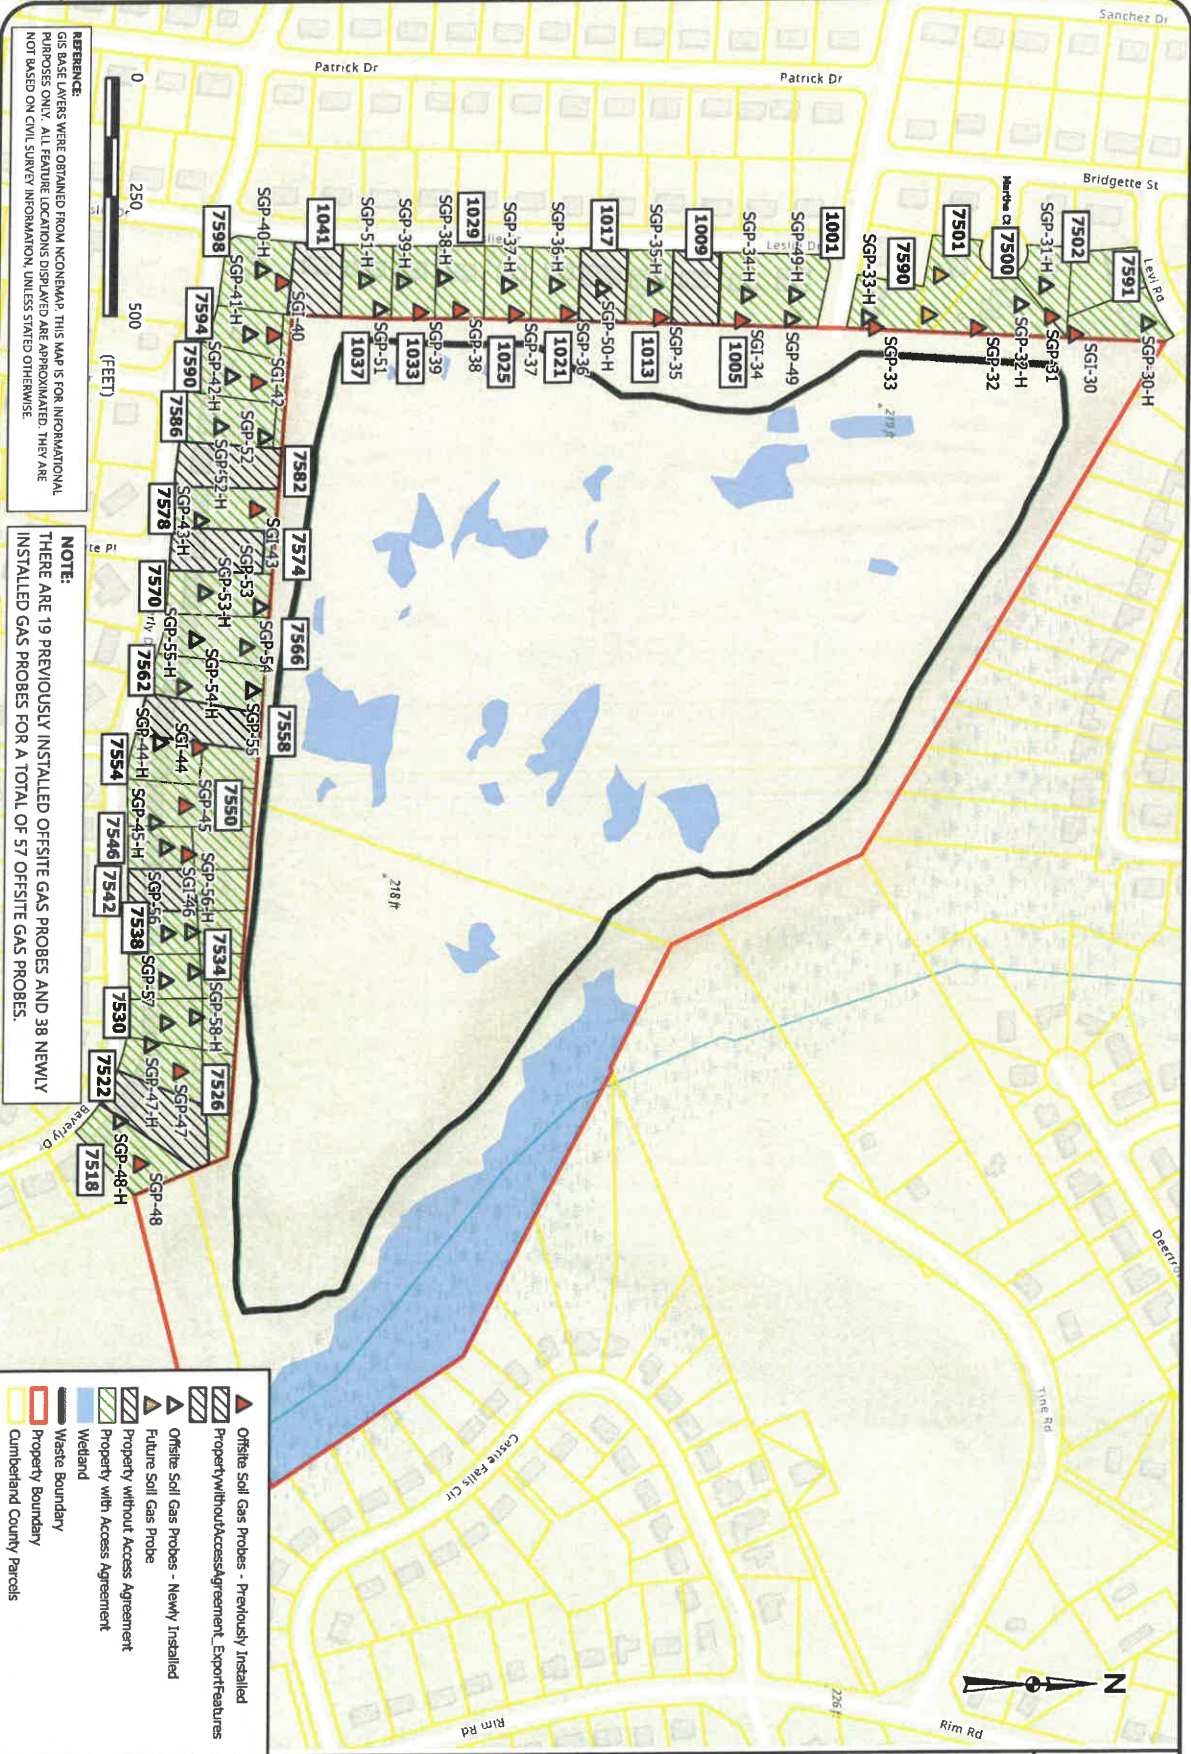 Sanchez Dr
Patrick Dr
Patrick Dr
Bridgette St
Levi Rd
Martha Ct
Leslie Dr
7591
7502
7500
7501
7590
1001
1009
1017
1029
1041
SGP-30-H
SGI-30
SGP-31-H
SGP-31
SGP-32-H
SGP-32
SGP-33-H
SGP-33
SGP-49-H
SGP-49
SGP-34-H
SGI-34
1005
SGP-35-H
SGP-35
1013
SGP-50-H
SGP-36-H
SGP-36
1021
SGP-37-H
SGP-37
1025
SGP-38-H
SGP-38
SGP-39-H
SGP-39
1033
SGP-51-H
SGP-51
1037
SGP-40-H
SGI-40
7598
SGP-41-H
7594
SGI-42
SGP-42-H
7590
SGP-52
SGP-52-H
7586
7582
SGI-43
SGP-43-H
7578
7574
SGP-53
SGP-53-H
7570
SGP-54
SGP-54-H
7566
SGP-55-H
SGP-55
7562
7558
SGI-44
SGP-44-H
7554
SGP-45
SGP-45-H
7550
7546
SGP-56-H
SGI-46
SGP-56
7542
7538
7534
SGP-57
SGP-58-H
7530
7526
SGP-47
SGP-47-H
7522
SGP-48
SGP-48-H
7518
Beverly Dr
te Pl
219 ft
218 ft
226 ft
Tine Rd
Castle Falls Cir
Rim Rd
Rim Rd
N
0 250 500
(FEET)
REFERENCE:
GIS BASE LAYERS WERE OBTAINED FROM NCONEMAP. THIS MAP IS FOR INFORMATIONAL
PURPOSES ONLY. ALL FEATURE LOCATIONS DISPLAYED ARE APPROXIMATED. THEY ARE
NOT BASED ON CIVIL SURVEY INFORMATION, UNLESS STATED OTHERWISE.
NOTE:
THERE ARE 19 PREVIOUSLY INSTALLED OFFSITE GAS PROBES AND 38 NEWLY
INSTALLED GAS PROBES FOR A TOTAL OF 57 OFFSITE GAS PROBES.
Offsite Soil Gas Probes - Previously Installed
PropertywithoutAccessAgreement_ExportFeatures
Offsite Soil Gas Probes - Newly Installed
Future Soil Gas Probe
Property without Access Agreement
Property with Access Agreement
Wetland
Waste Boundary
Property Boundary
Cumberland County Parcels